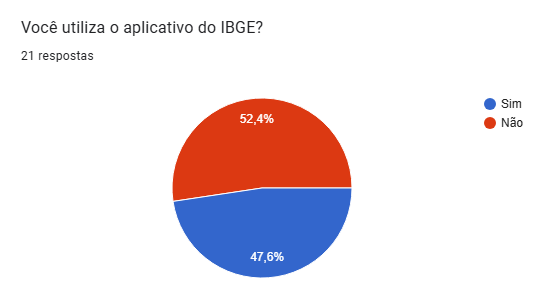 Você utiliza o aplicativo do IBGE?
21 respostas
Sim
Não
52,4%
47,6%